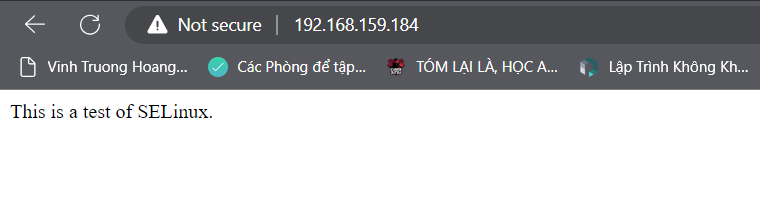 Not secure | 192.168.159.184
Vinh Truong Hoang... Các Phòng để tập... TÓM LẠI LÀ, HỌC A... Lập Trình Không Kh...
This is a test of SELinux.